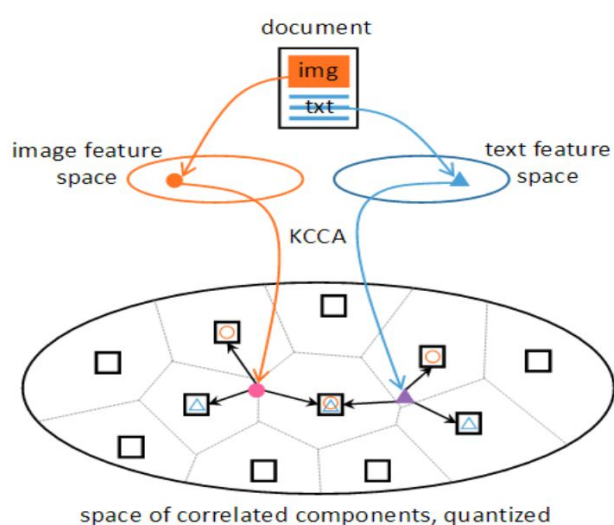 document
img
txt
image feature
space
text feature
space
KCCA
space of correlated components, quantized